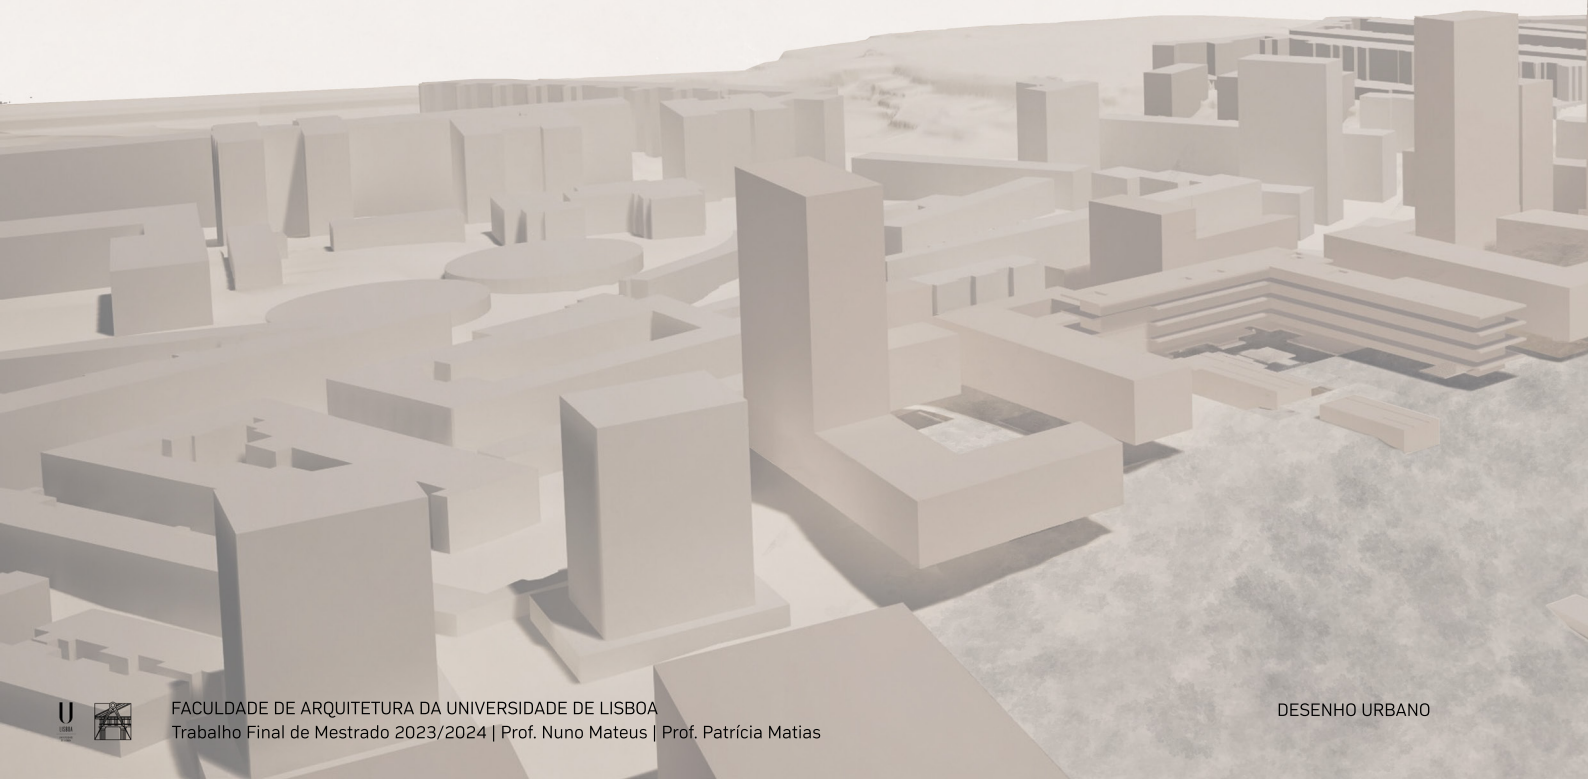 U
LISBOA
FACULDADE DE ARQUITETURA DA UNIVERSIDADE DE LISBOA
Trabalho Final de Mestrado 2023/2024 | Prof. Nuno Mateus | Prof. Patrícia Matias
DESENHO URBANO